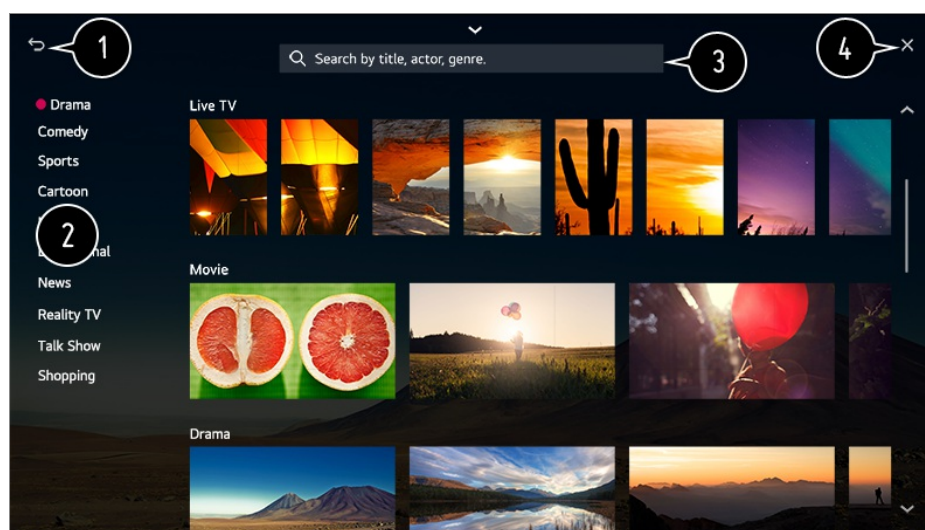 1
4
Search by title, actor, genre.
3
Drama
Live TV
Comedy
Sports
Cartoon
2
News
Movie
Reality TV
Talk Show
Shopping
Drama